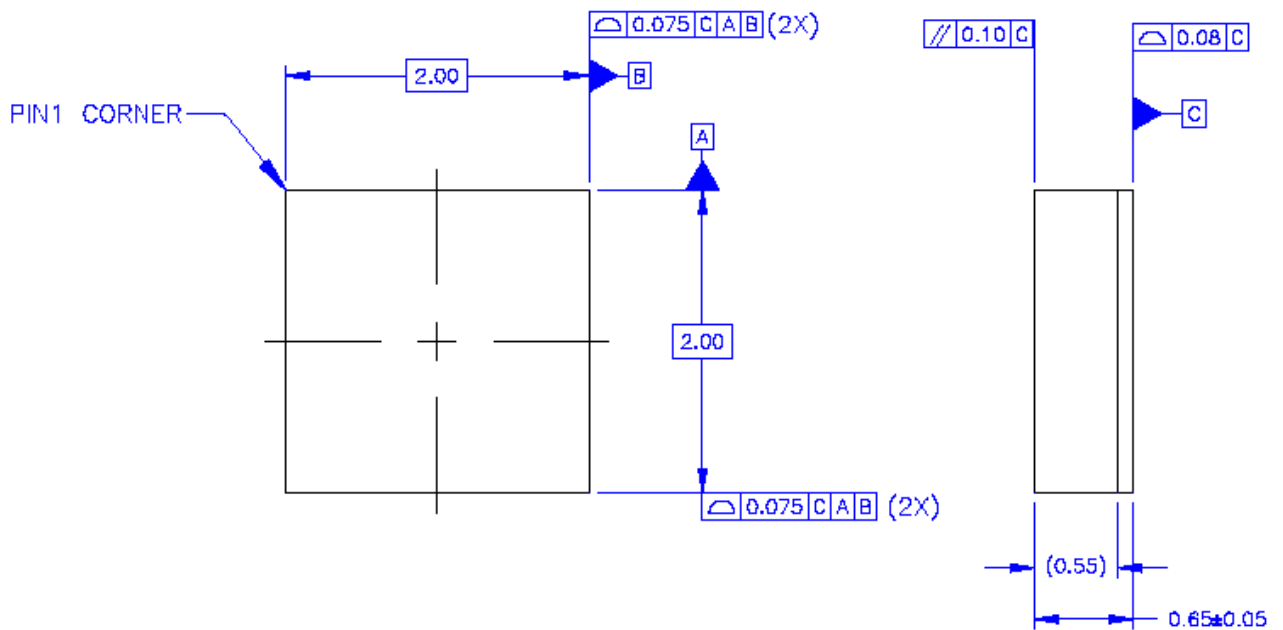 ⌓ 0.075 C A B (2X)
// 0.10 C
⌓ 0.08 C
2.00
B
PIN1 CORNER
A
C
2.00
⌓ 0.075 C A B (2X)
(0.55)
0.65±0.05